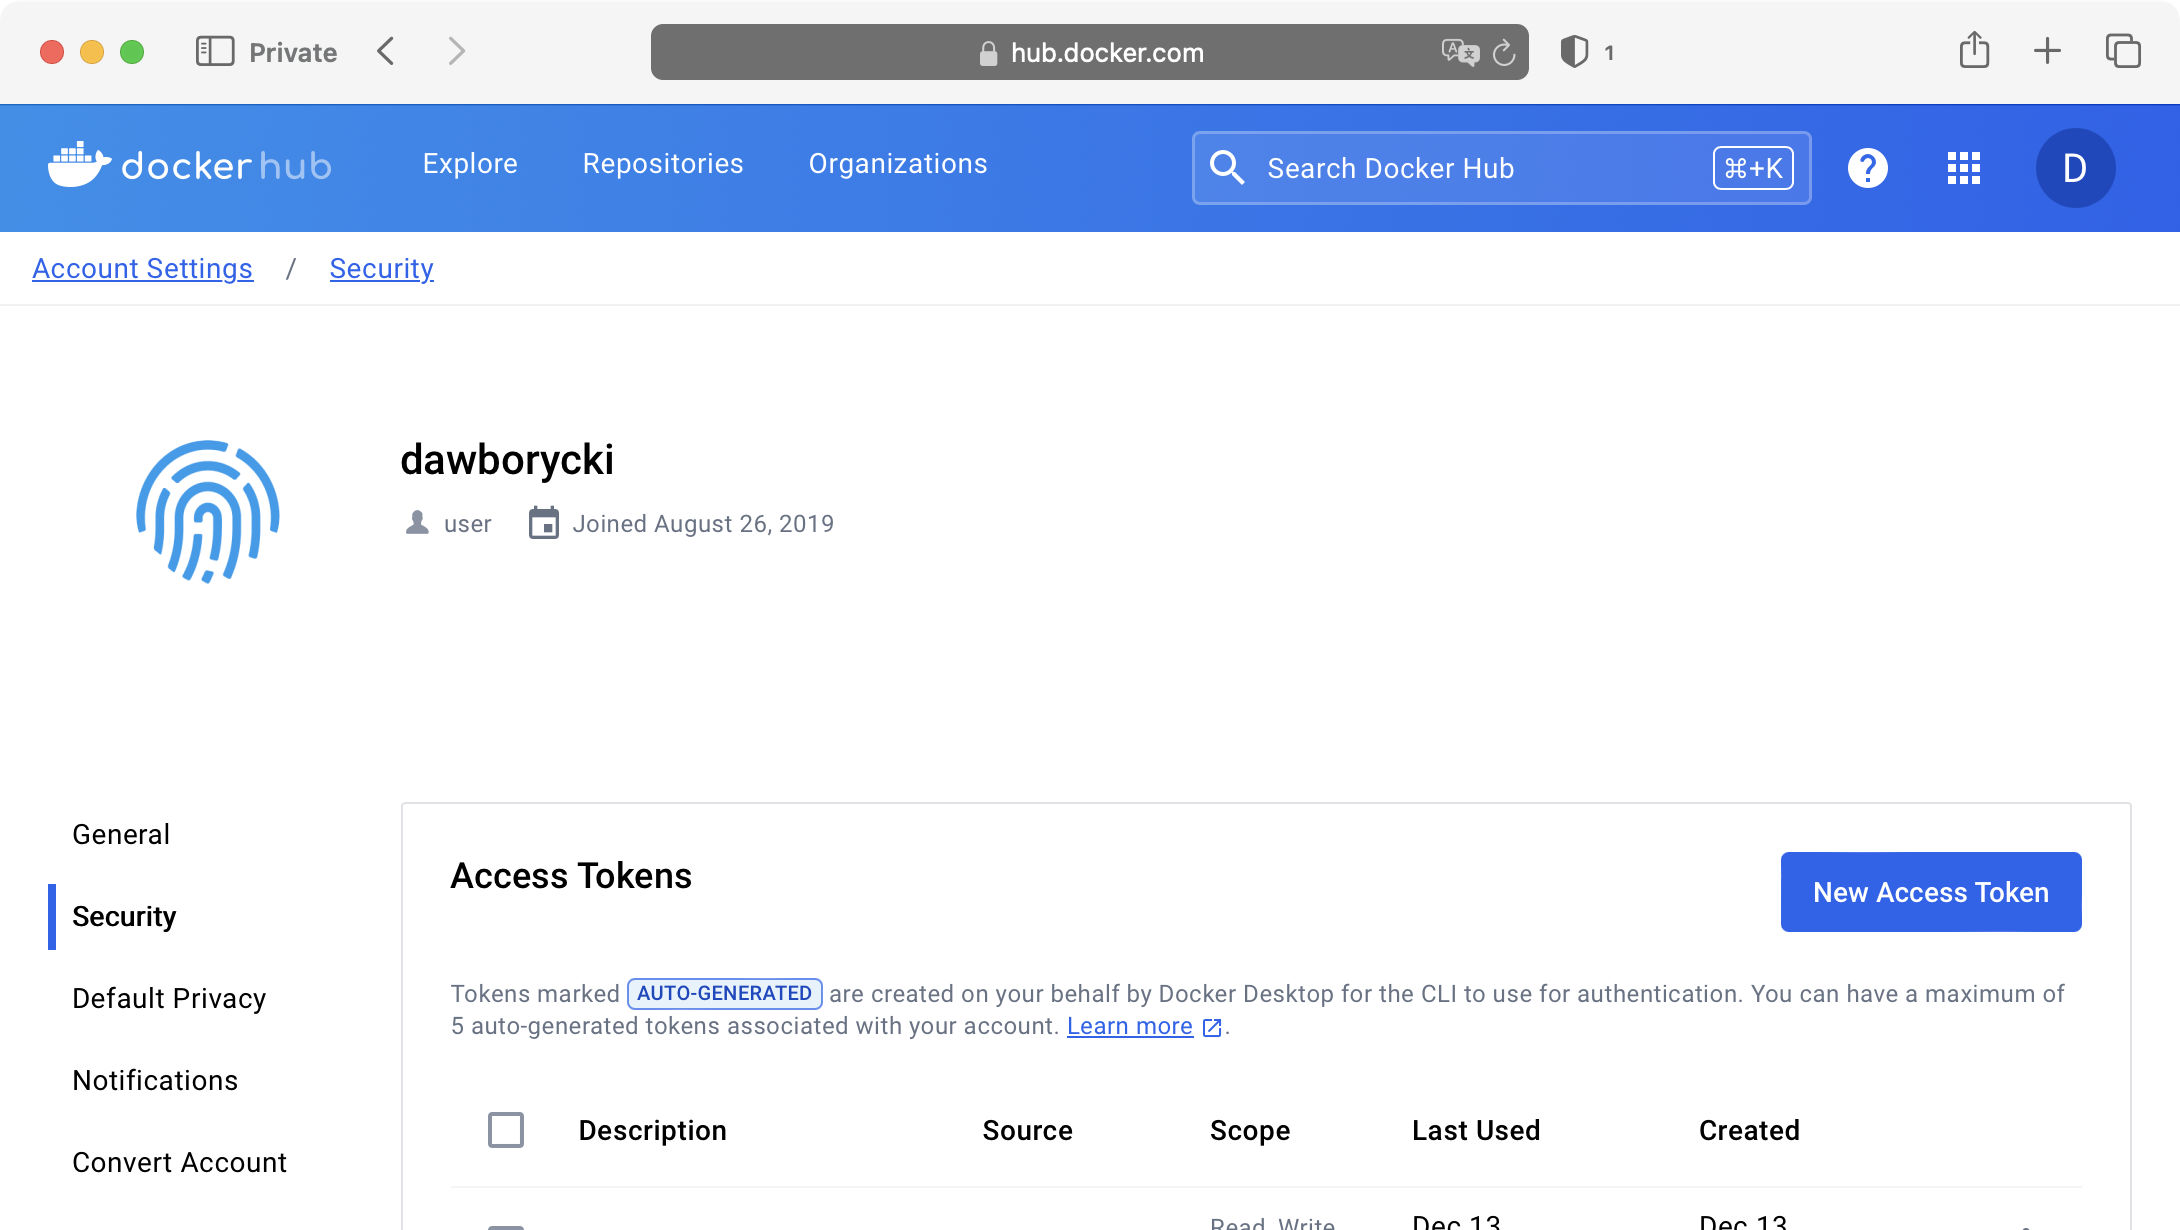 Private
hub.docker.com
1
docker hub
Explore
Repositories
Organizations
Search Docker Hub
⌘+K
?
D
Account Settings / Security
dawborycki
user
Joined August 26, 2019
General
Security
Default Privacy
Notifications
Convert Account
Access Tokens
New Access Token
Tokens marked AUTO-GENERATED are created on your behalf by Docker Desktop for the CLI to use for authentication. You can have a maximum of
5 auto-generated tokens associated with your account. Learn more.
Description Source Scope Last Used Created
Read, Write Dec 13 Dec 13